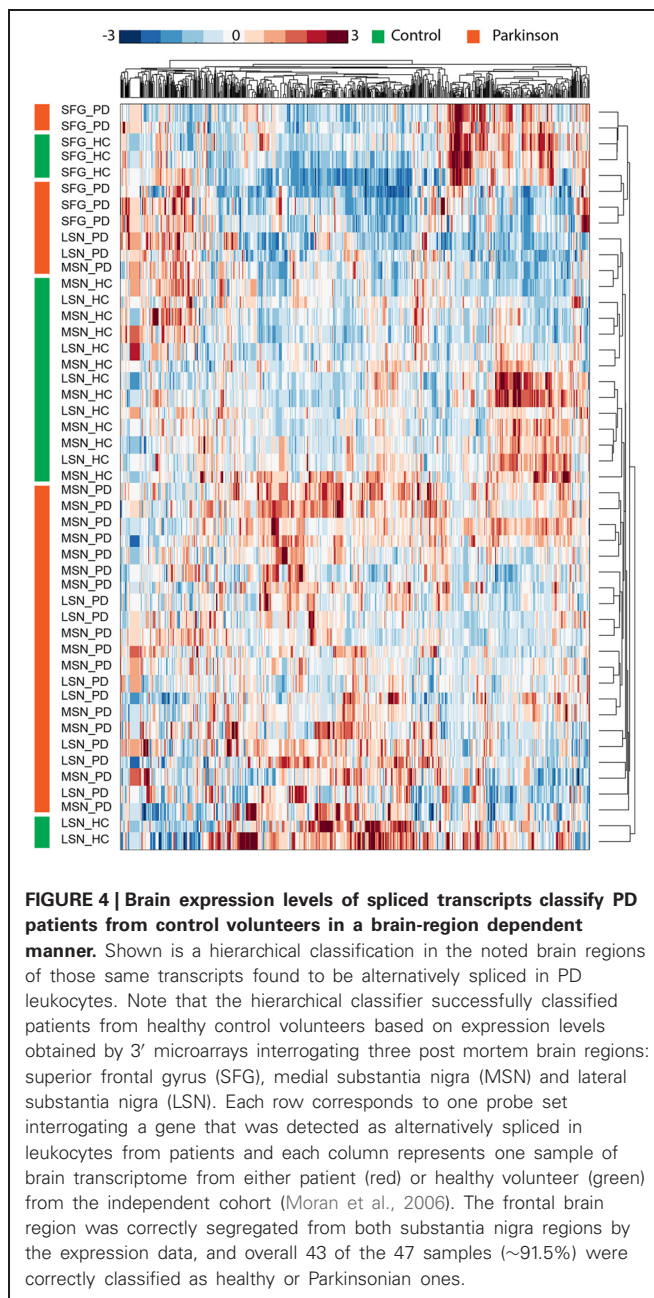 -3 0 3 Control Parkinson
SFG_PD
SFG_PD
SFG_HC
SFG_HC
SFG_HC
SFG_PD
SFG_PD
SFG_PD
LSN_PD
LSN_PD
MSN_PD
MSN_HC
LSN_HC
MSN_HC
MSN_HC
LSN_HC
MSN_HC
LSN_HC
MSN_HC
LSN_HC
MSN_HC
MSN_HC
LSN_HC
MSN_HC
MSN_PD
MSN_PD
MSN_PD
MSN_PD
MSN_PD
MSN_PD
MSN_PD
LSN_PD
LSN_PD
MSN_PD
MSN_PD
MSN_PD
LSN_PD
LSN_PD
MSN_PD
MSN_PD
LSN_PD
LSN_PD
MSN_PD
LSN_PD
MSN_PD
LSN_HC
LSN_HC
FIGURE 4 | Brain expression levels of spliced transcripts classify PD
patients from control volunteers in a brain-region dependent
manner. Shown is a hierarchical classification in the noted brain regions
of those same transcripts found to be alternatively spliced in PD
leukocytes. Note that the hierarchical classifier successfully classified
patients from healthy control volunteers based on expression levels
obtained by 3′ microarrays interrogating three post mortem brain regions:
superior frontal gyrus (SFG), medial substantia nigra (MSN) and lateral
substantia nigra (LSN). Each row corresponds to one probe set
interrogating a gene that was detected as alternatively spliced in
leukocytes from patients and each column represents one sample of
brain transcriptome from either patient (red) or healthy volunteer (green)
from the independent cohort (Moran et al., 2006). The frontal brain
region was correctly segregated from both substantia nigra regions by
the expression data, and overall 43 of the 47 samples (~91.5%) were
correctly classified as healthy or Parkinsonian ones.